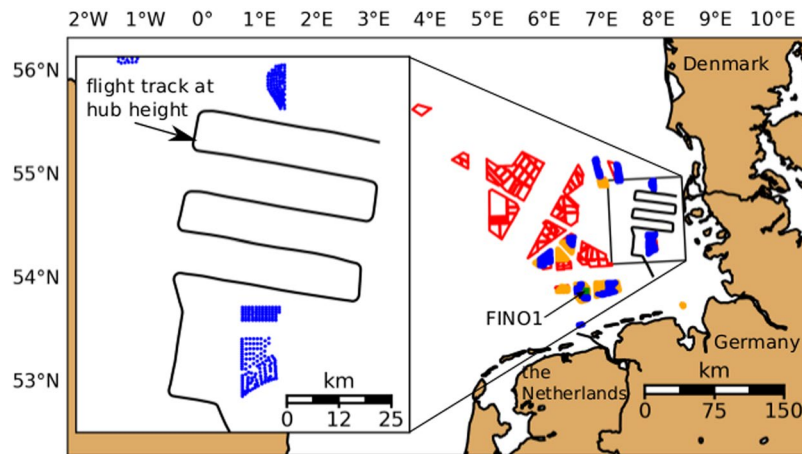 2°W 1°W 0° 1°E 2°E 3°E 4°E 5°E 6°E 7°E 8°E 9°E 10°E
56°N
55°N
54°N
53°N
flight track at
hub height
Denmark
FINO1
Germany
the
Netherlands
km
0 12 25
km
0 75 150